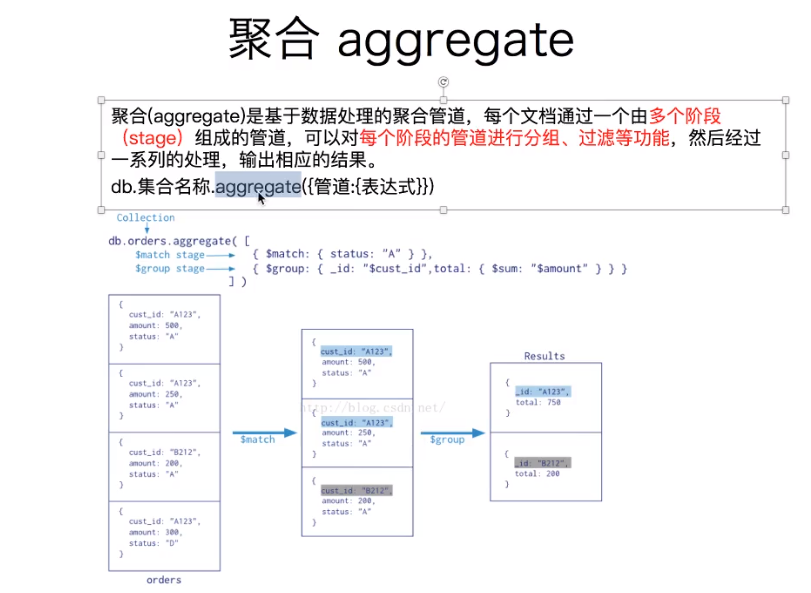 聚合 aggregate
聚合(aggregate)是基于数据处理的聚合管道，每个文档通过一个由多个阶段
（stage）组成的管道，可以对每个阶段的管道进行分组、过滤等功能，然后经过
一系列的处理，输出相应的结果。
db.集合名称.aggregate({管道:{表达式}})
Collection
db.orders.aggregate( [
$match stage { $match: { status: "A" } },
$group stage { $group: { _id: "$cust_id",total: { $sum: "$amount" } } }
] )
{
cust_id: "A123",
amount: 500,
status: "A"
}
{
cust_id: "A123",
amount: 250,
status: "A"
}
{
cust_id: "B212",
amount: 200,
status: "A"
}
{
cust_id: "A123",
amount: 300,
status: "D"
}
orders
$match
{
cust_id: "A123",
amount: 500,
status: "A"
}
http://blog.csdn.net/
{
cust_id: "A123",
amount: 250,
status: "A"
}
{
cust_id: "B212",
amount: 200,
status: "A"
}
$group
Results
{
_id: "A123",
total: 750
}
{
_id: "B212",
total: 200
}